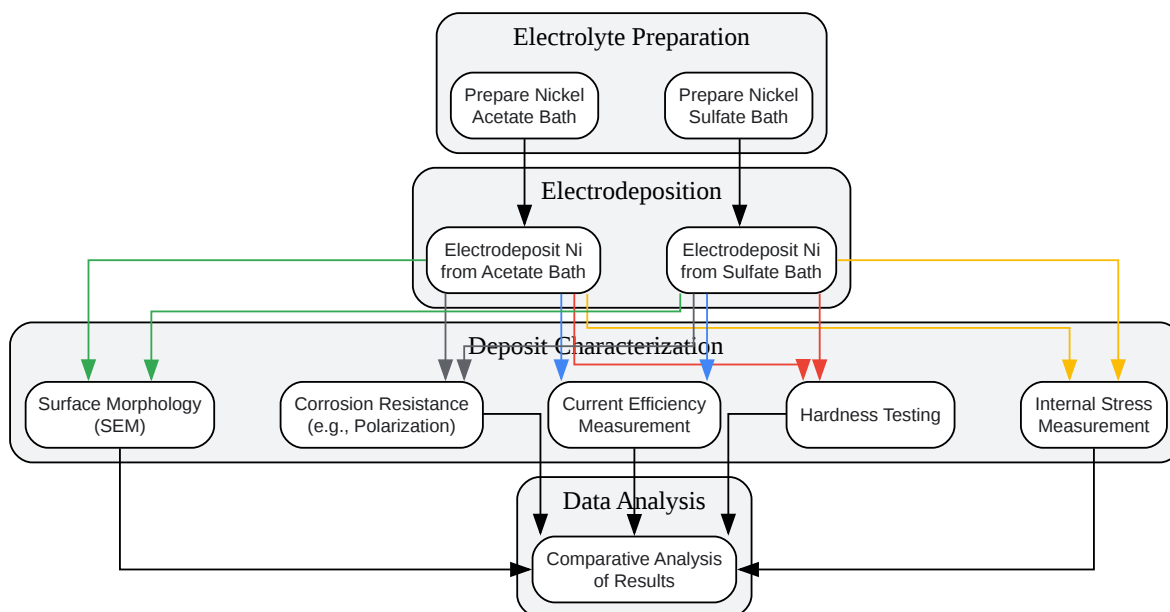 Electrolyte Preparation
Prepare Nickel
Acetate Bath
Prepare Nickel
Sulfate Bath
Electrodeposition
Electrodeposit Ni
from Acetate Bath
Electrodeposit Ni
from Sulfate Bath
Deposit Characterization
Surface Morphology
(SEM)
Corrosion Resistance
(e.g., Polarization)
Current Efficiency
Measurement
Hardness Testing
Internal Stress
Measurement
Data Analysis
Comparative Analysis
of Results